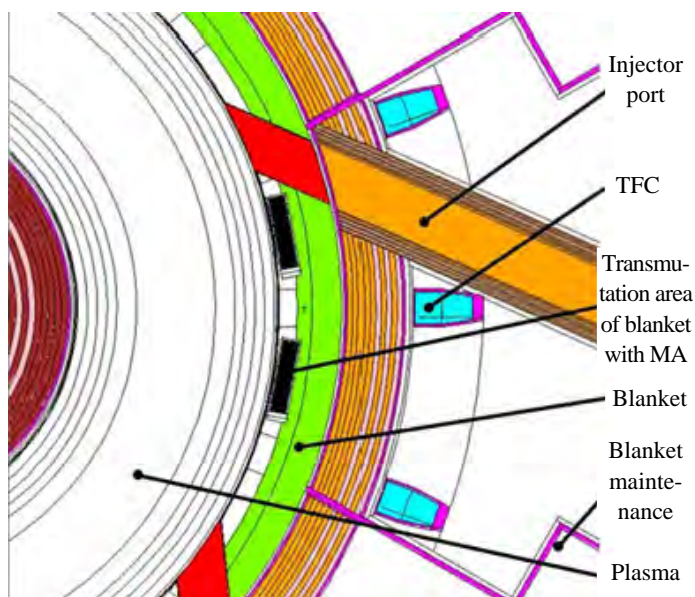 Injector
port
TFC
Transmu-
tation area
of blanket
with MA
Blanket
Blanket
mainte-
nance
Plasma